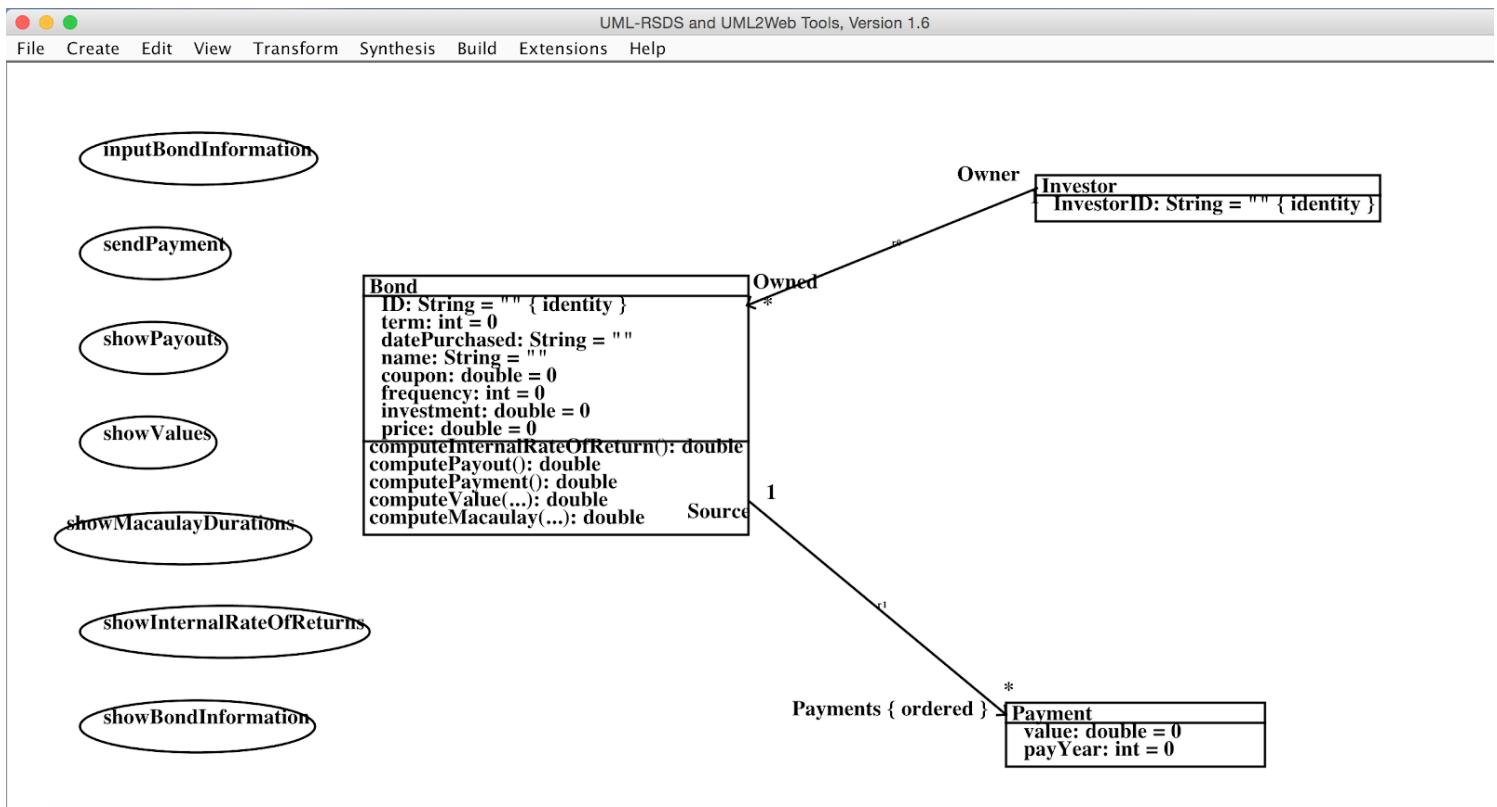 UML-RSDS and UML2Web Tools, Version 1.6
File Create Edit View Transform Synthesis Build Extensions Help
inputBondInformation
sendPayment
showPayouts
showValues
showMacaulayDurations
showInternalRateOfReturns
showBondInformation
Bond
ID: String = "" { identity }
term: int = 0
datePurchased: String = ""
name: String = ""
coupon: double = 0
frequency: int = 0
investment: double = 0
price: double = 0
computeInternalRateOfReturn(): double
computePayout(): double
computePayment(): double
computeValue(...): double
computeMacaulay(...): double
Source
1
Owned
*
r0
Owner
1
Investor
InvestorID: String = "" { identity }
r1
*
Payments { ordered }
Payment
value: double = 0
payYear: int = 0